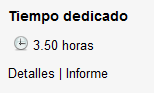 Tiempo dedicado
3.50 horas
Detalles | Informe